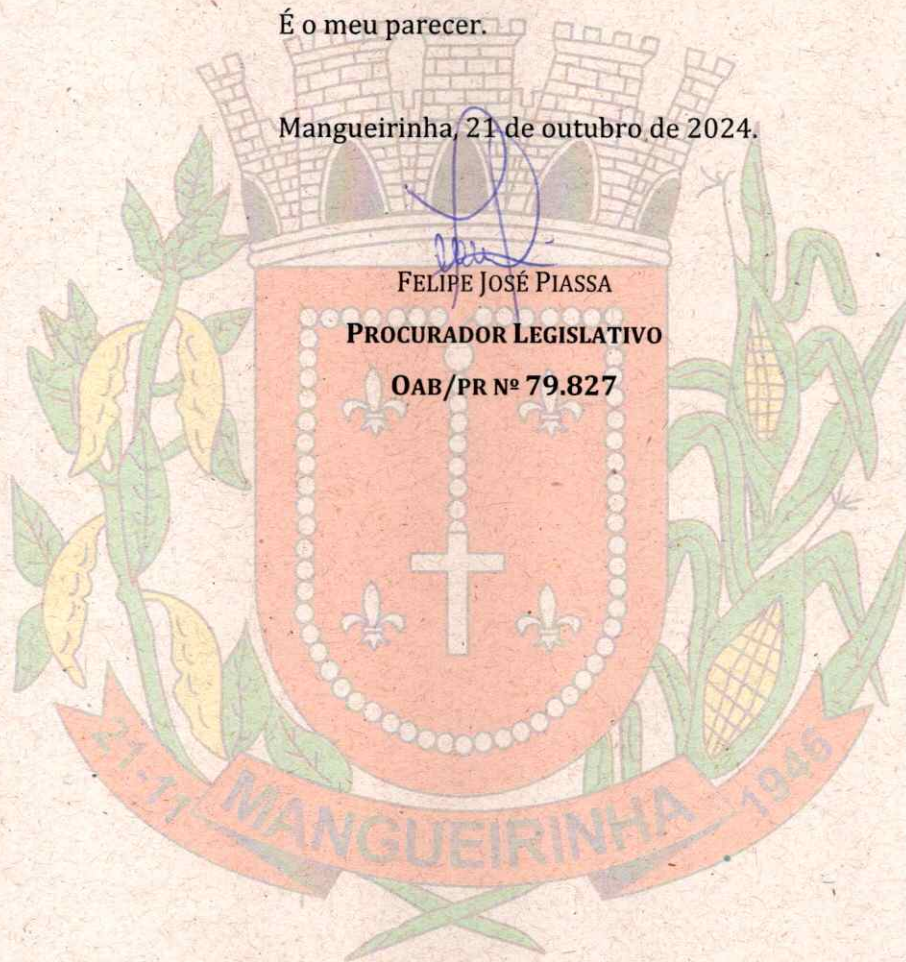 É o meu parecer.
Mangueirinha, 21 de outubro de 2024.
FELIPE JOSÉ PIASSA
PROCURADOR LEGISLATIVO
OAB/PR Nº 79.827
21-11 MANGUEIRINHA 1946